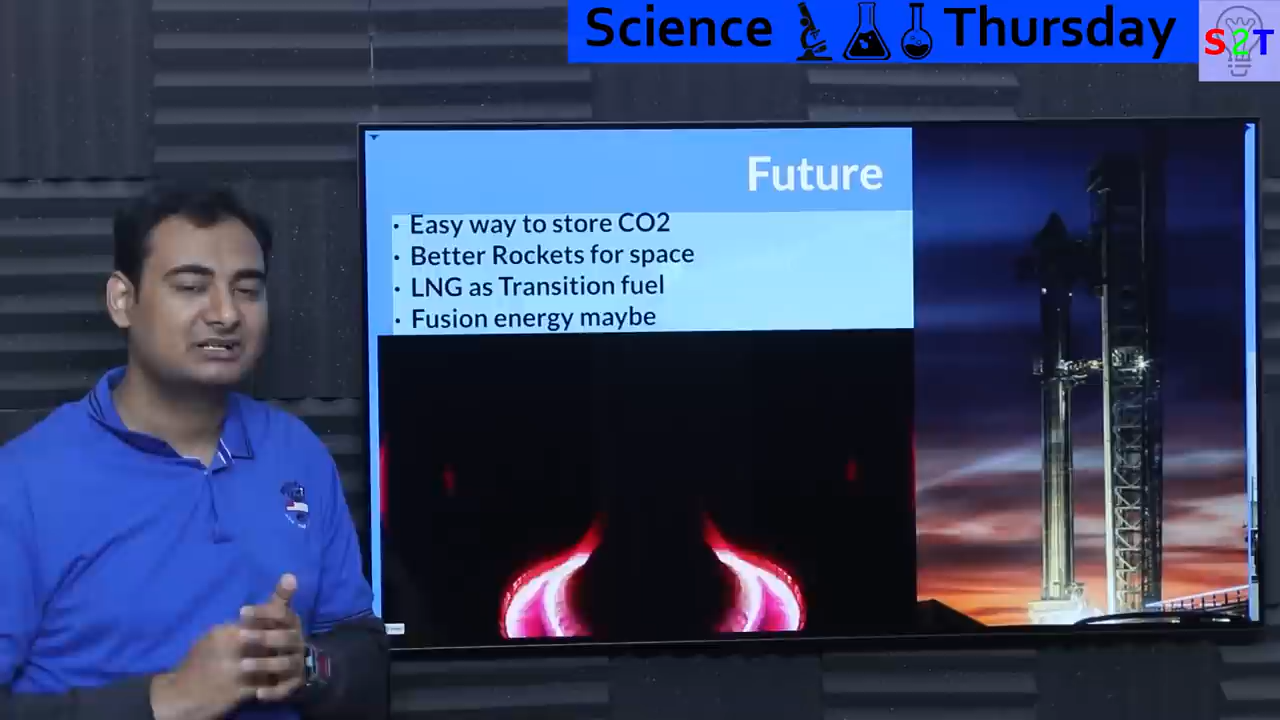 Science Thursday
S2T
Future
· Easy way to store CO2
· Better Rockets for space
· LNG as Transition fuel
· Fusion energy maybe